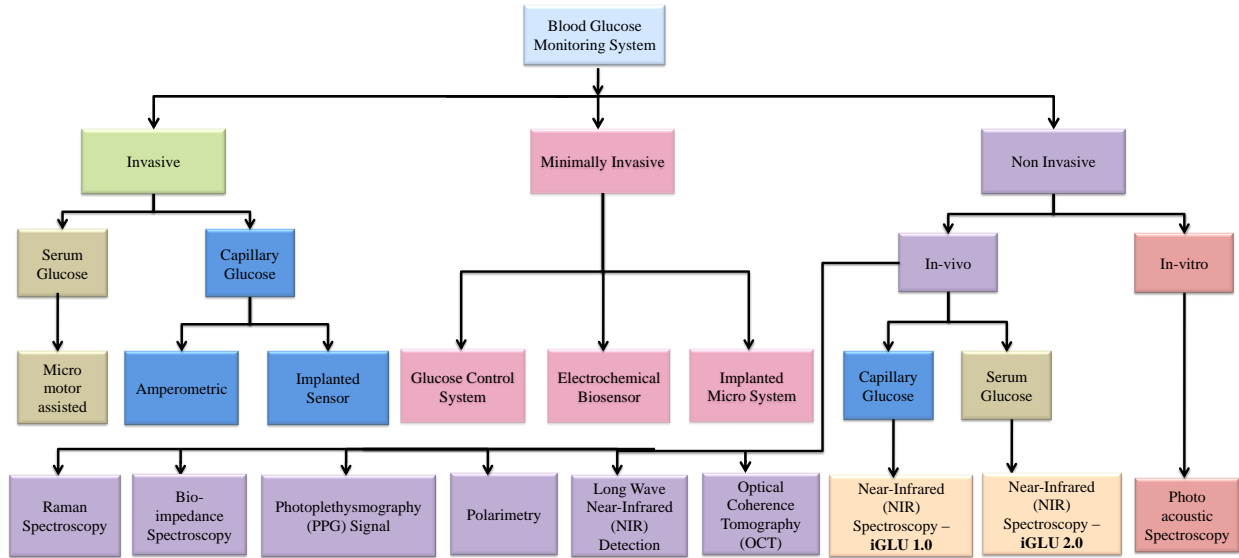 Blood Glucose
Monitoring System
Invasive
Minimally Invasive
Non Invasive
Serum
Glucose
Capillary
Glucose
In-vivo
In-vitro
Micro
motor
assisted
Amperometric
Implanted
Sensor
Glucose Control
System
Electrochemical
Biosensor
Implanted
Micro System
Capillary
Glucose
Serum
Glucose
Raman
Spectroscopy
Bio-
impedance
Spectroscopy
Photoplethysmography
(PPG) Signal
Polarimetry
Long Wave
Near-Infrared
(NIR)
Detection
Optical
Coherence
Tomography
(OCT)
Near-Infrared
(NIR)
Spectroscopy –
iGLU 1.0
Near-Infrared
(NIR)
Spectroscopy –
iGLU 2.0
Photo
acoustic
Spectroscopy